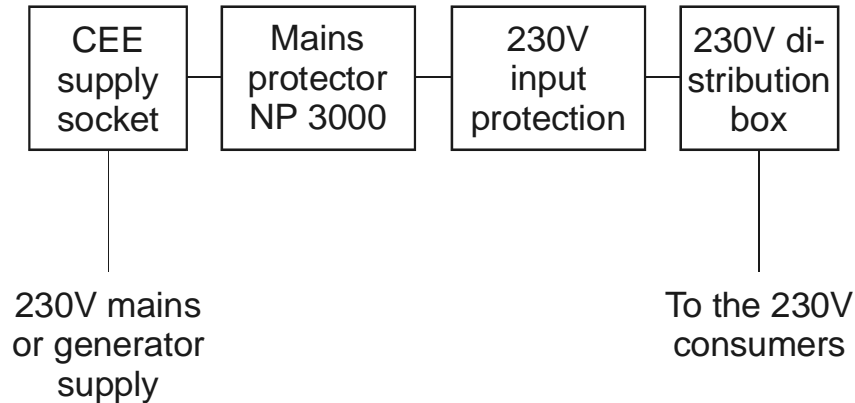 CEE
supply
socket
Mains
protector
NP 3000
230V
input
protection
230V di-
stribution
box
230V mains
or generator
supply
To the 230V
consumers